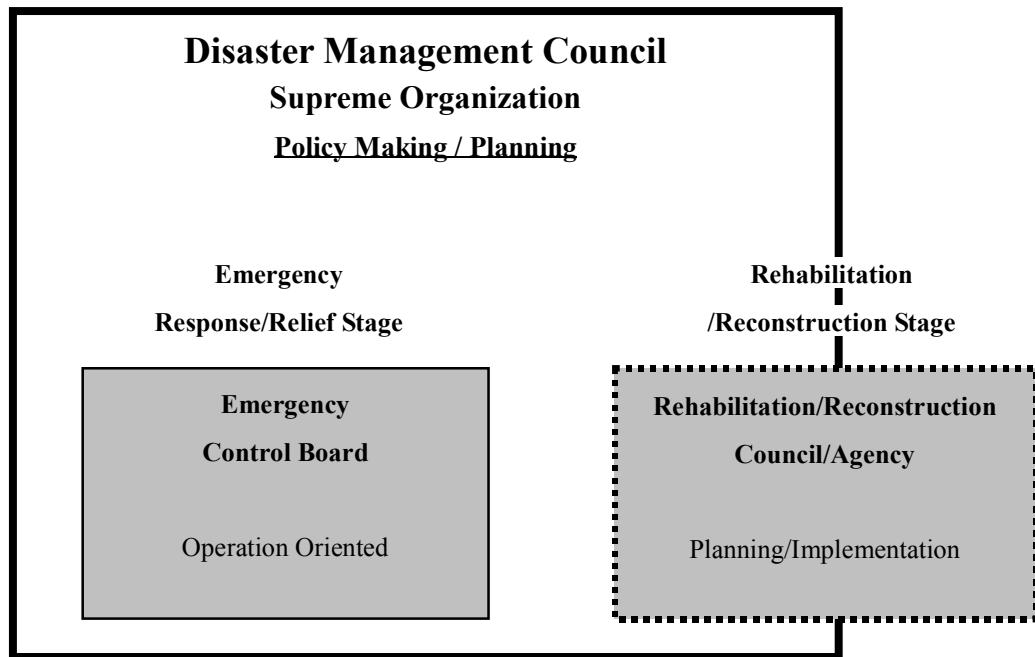 Disaster Management Council
Supreme Organization
Policy Making / Planning
Emergency
Response/Relief Stage
Rehabilitation
/Reconstruction Stage
Emergency
Control Board
Operation Oriented
Rehabilitation/Reconstruction
Council/Agency
Planning/Implementation